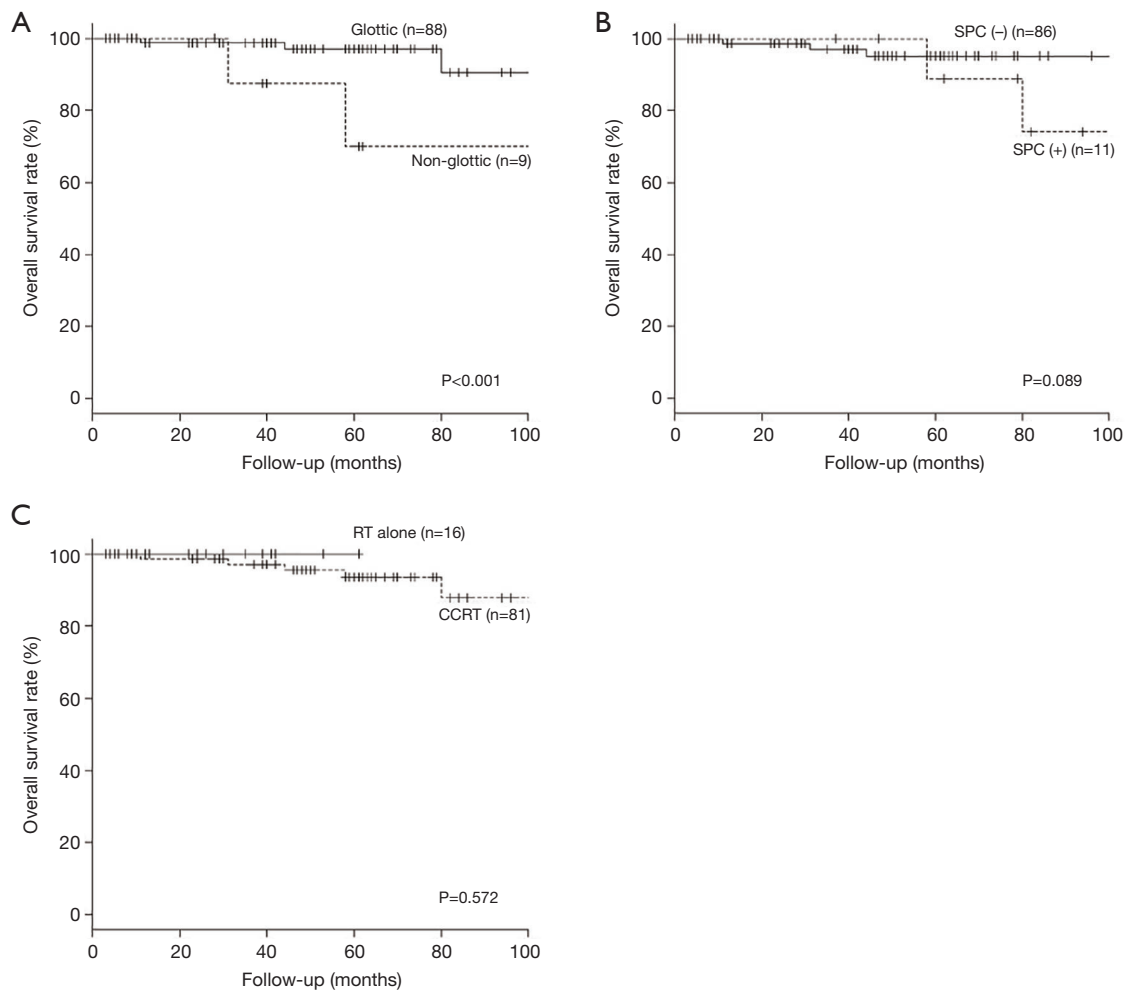 A
Overall survival rate (%)
100
80
60
40
20
0
Glottic (n=88)
Non-glottic (n=9)
P<0.001
0 20 40 60 80 100
Follow-up (months)
B
Overall survival rate (%)
100
80
60
40
20
0
SPC (–) (n=86)
SPC (+) (n=11)
P=0.089
0 20 40 60 80 100
Follow-up (months)
C
Overall survival rate (%)
100
80
60
40
20
0
RT alone (n=16)
CCRT (n=81)
P=0.572
0 20 40 60 80 100
Follow-up (months)